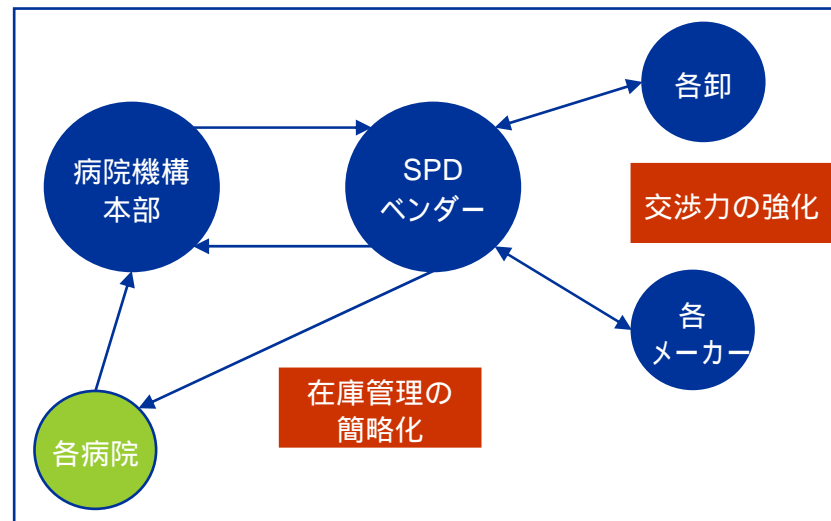 各卸
病院機構
本部
SPD
ベンダー
交渉力の強化
各
メーカー
在庫管理の
簡略化
各病院